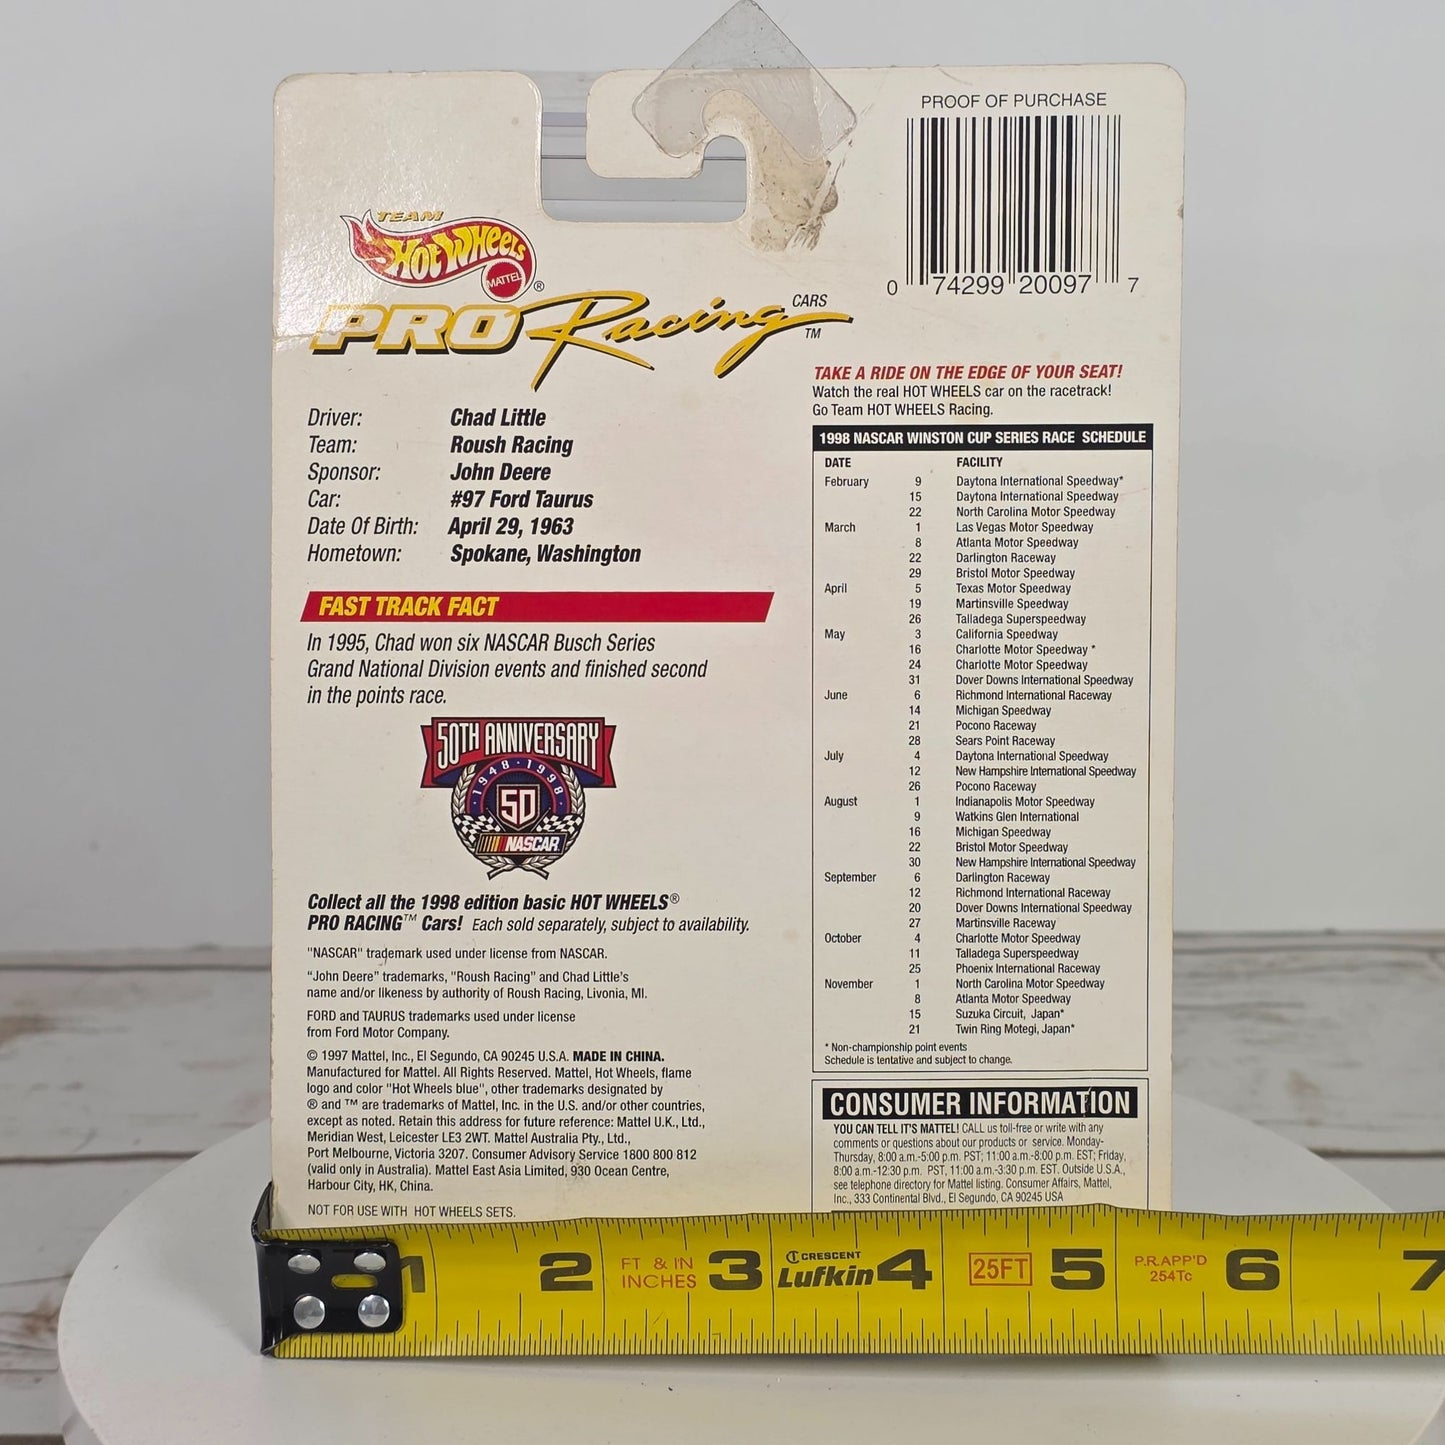 PROOF OF PURCHASE
0 74299 20097 7
TEAM
HOT WHEELS
MATTEL ®
PRO Racing CARS ™
Driver: Chad Little
Team: Roush Racing
Sponsor: John Deere
Car: #97 Ford Taurus
Date Of Birth: April 29, 1963
Hometown: Spokane, Washington
FAST TRACK FACT
In 1995, Chad won six NASCAR Busch Series
Grand National Division events and finished second
in the points race.
50TH ANNIVERSARY
· 1948 · 1998 ·
50
NASCAR
Collect all the 1998 edition basic HOT WHEELS®
PRO RACING™ Cars! Each sold separately, subject to availability.
"NASCAR" trademark used under license from NASCAR.
"John Deere" trademarks, "Roush Racing" and Chad Little's
name and/or likeness by authority of Roush Racing, Livonia, MI.
FORD and TAURUS trademarks used under license
from Ford Motor Company.
© 1997 Mattel, Inc., El Segundo, CA 90245 U.S.A. MADE IN CHINA.
Manufactured for Mattel. All Rights Reserved. Mattel, Hot Wheels, flame
logo and color "Hot Wheels blue", other trademarks designated by
® and ™ are trademarks of Mattel, Inc. in the U.S. and/or other countries,
except as noted. Retain this address for future reference: Mattel U.K., Ltd.,
Meridian West, Leicester LE3 2WT. Mattel Australia Pty., Ltd.,
Port Melbourne, Victoria 3207. Consumer Advisory Service 1800 800 812
(valid only in Australia). Mattel East Asia Limited, 930 Ocean Centre,
Harbour City, HK, China.
NOT FOR USE WITH HOT WHEELS SETS.
TAKE A RIDE ON THE EDGE OF YOUR SEAT!
Watch the real HOT WHEELS car on the racetrack!
Go Team HOT WHEELS Racing.
1998 NASCAR WINSTON CUP SERIES RACE SCHEDULE
DATE FACILITY
February 9 Daytona International Speedway*
15 Daytona International Speedway
22 North Carolina Motor Speedway
March 1 Las Vegas Motor Speedway
8 Atlanta Motor Speedway
22 Darlington Raceway
29 Bristol Motor Speedway
April 5 Texas Motor Speedway
19 Martinsville Speedway
26 Talladega Superspeedway
May 3 California Speedway
16 Charlotte Motor Speedway *
24 Charlotte Motor Speedway
31 Dover Downs International Speedway
June 6 Richmond International Raceway
14 Michigan Speedway
21 Pocono Raceway
28 Sears Point Raceway
July 4 Daytona International Speedway
12 New Hampshire International Speedway
26 Pocono Raceway
August 1 Indianapolis Motor Speedway
9 Watkins Glen International
16 Michigan Speedway
22 Bristol Motor Speedway
30 New Hampshire International Speedway
September 6 Darlington Raceway
12 Richmond International Raceway
20 Dover Downs International Speedway
27 Martinsville Raceway
October 4 Charlotte Motor Speedway
11 Talladega Superspeedway
25 Phoenix International Raceway
November 1 North Carolina Motor Speedway
8 Atlanta Motor Speedway
15 Suzuka Circuit, Japan*
21 Twin Ring Motegi, Japan*
* Non-championship point events
Schedule is tentative and subject to change.
CONSUMER INFORMATION
YOU CAN TELL IT'S MATTEL! CALL us toll-free or write with any
comments or questions about our products or service. Monday-
Thursday, 8:00 a.m.-5:00 p.m. PST; 11:00 a.m.-8:00 p.m. EST; Friday,
8:00 a.m.-12:30 p.m. PST, 11:00 a.m.-3:30 p.m. EST. Outside U.S.A.,
see telephone directory for Mattel listing. Consumer Affairs, Mattel,
Inc., 333 Continental Blvd., El Segundo, CA 90245 USA
1 2 FT & IN INCHES 3 CRESCENT Lufkin 4 25FT 5 P.R.APP'D 254Tc 6 7